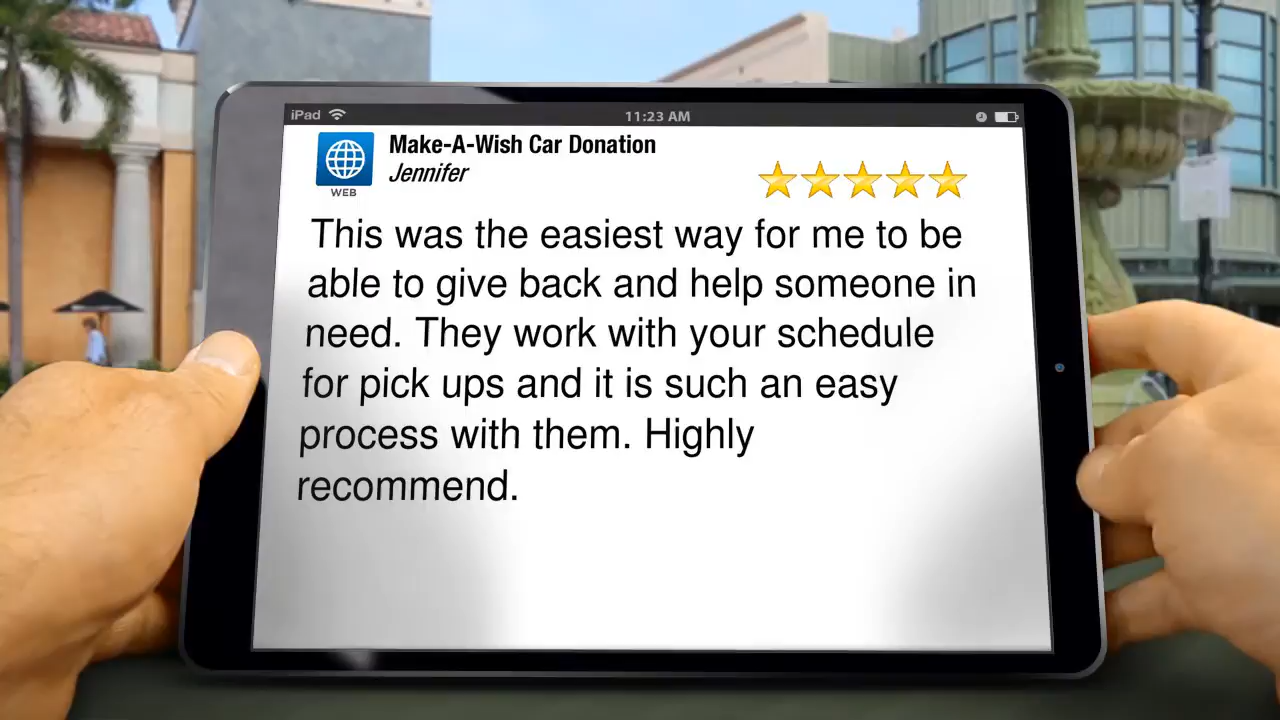 iPad 11:23 AM
Make-A-Wish Car Donation
Jennifer
WEB
This was the easiest way for me to be
able to give back and help someone in
need. They work with your schedule
for pick ups and it is such an easy
process with them. Highly
recommend.